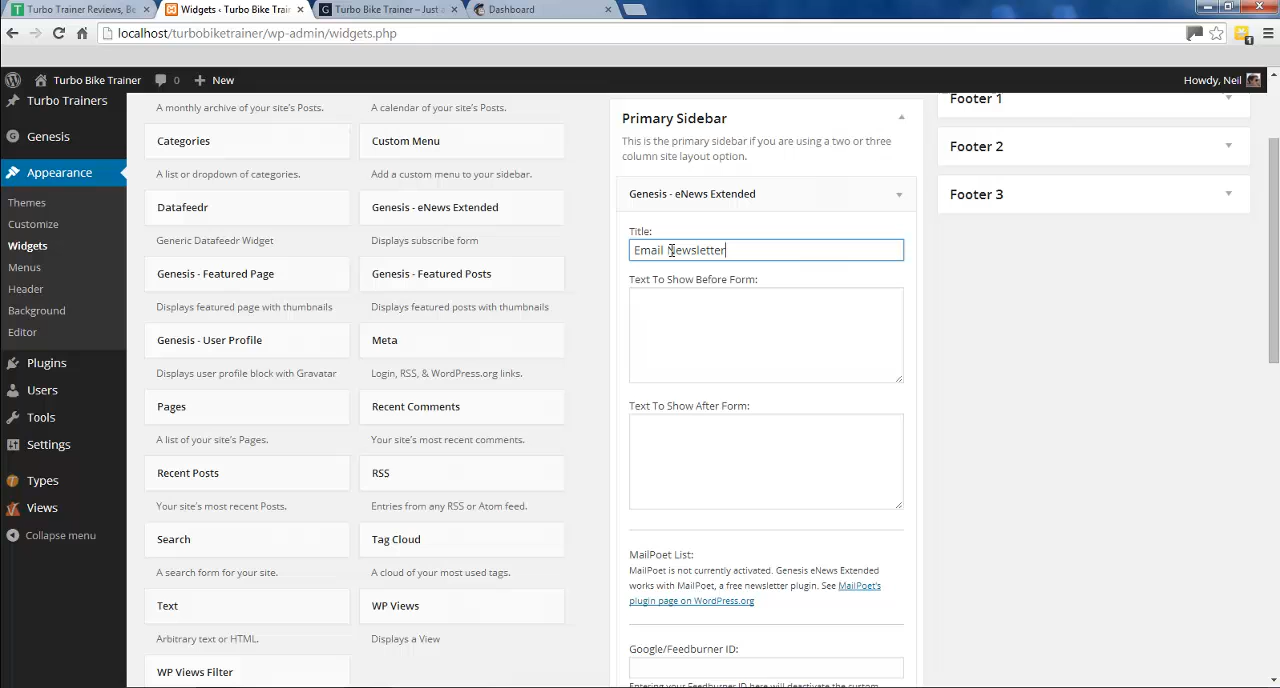 Turbo Trainer Reviews, Be
Widgets ‹ Turbo Bike Train
Turbo Bike Trainer – Just a
Dashboard
localhost/turbobiketrainer/wp-admin/widgets.php
1
Turbo Bike Trainer
0
New
Howdy, Neil
Turbo Trainers
Genesis
Appearance
Themes
Customize
Widgets
Menus
Header
Background
Editor
Plugins
Users
Tools
Settings
Types
Views
Collapse menu
A monthly archive of your site's Posts.
A calendar of your site's Posts.
Categories
Custom Menu
A list or dropdown of categories.
Add a custom menu to your sidebar.
Datafeedr
Genesis - eNews Extended
Generic Datafeedr Widget
Displays subscribe form
Genesis - Featured Page
Genesis - Featured Posts
Displays featured page with thumbnails
Displays featured posts with thumbnails
Genesis - User Profile
Meta
Displays user profile block with Gravatar
Login, RSS, & WordPress.org links.
Pages
Recent Comments
A list of your site's Pages.
Your site's most recent comments.
Recent Posts
RSS
Your site's most recent Posts.
Entries from any RSS or Atom feed.
Search
Tag Cloud
A search form for your site.
A cloud of your most used tags.
Text
WP Views
Arbitrary text or HTML.
Displays a View
WP Views Filter
Primary Sidebar
This is the primary sidebar if you are using a two or three
column site layout option.
Genesis - eNews Extended
Title:
Email Newsletter
Text To Show Before Form:
Text To Show After Form:
MailPoet List:
MailPoet is not currently activated. Genesis eNews Extended
works with MailPoet, a free newsletter plugin. See MailPoet's
plugin page on WordPress.org
Google/Feedburner ID:
Entering your Feedburner ID here will deactivate the custom
Footer 1
Footer 2
Footer 3